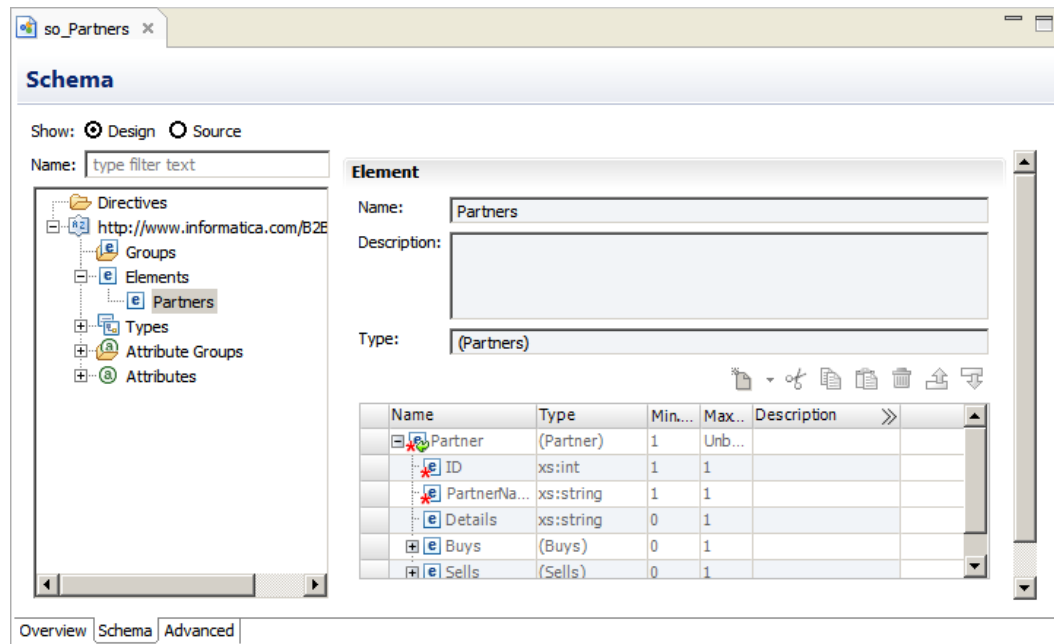 so_Partners
Schema
Show: Design Source
Name: type filter text
Directives
http://www.informatica.com/B2B
Groups
Elements
Partners
Types
Attribute Groups
Attributes
Element
Name: Partners
Description:
Type: (Partners)
Name Type Min... Max... Description
Partner (Partner) 1 Unb...
ID xs:int 1 1
PartnerNa... xs:string 1 1
Details xs:string 0 1
Buys (Buys) 0 1
Sells (Sells) 0 1
Overview Schema Advanced